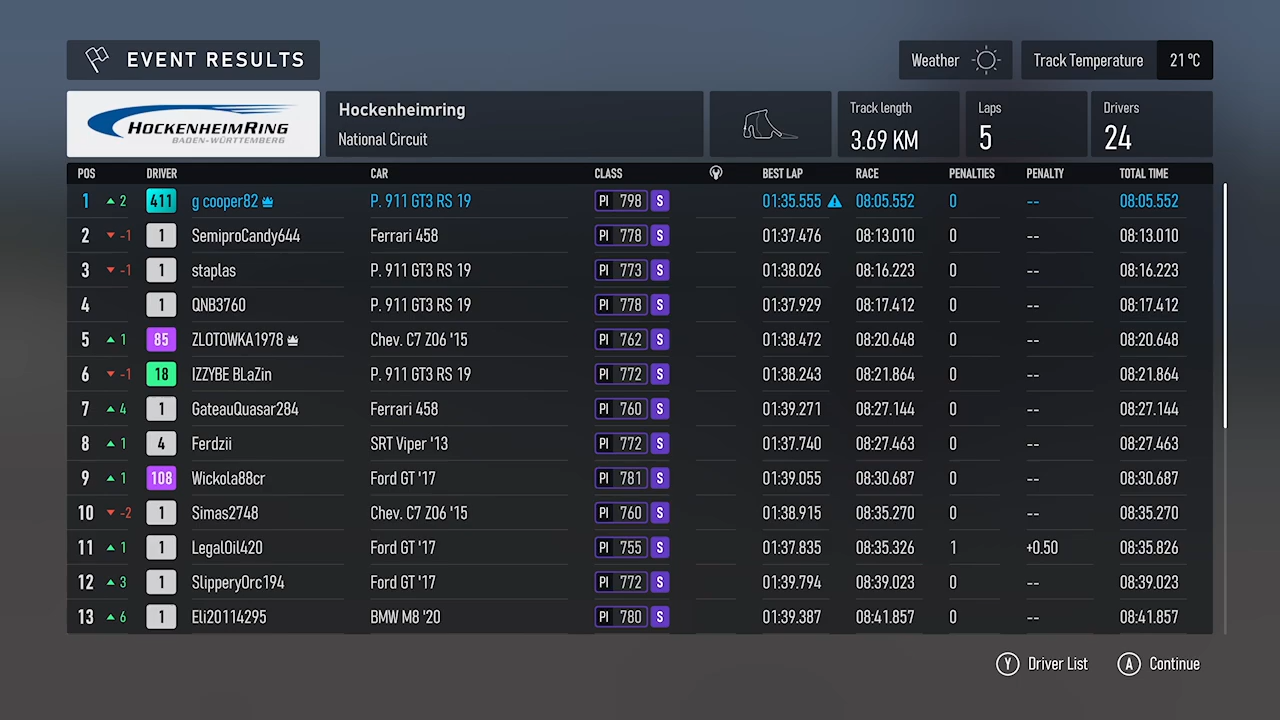 EVENT RESULTS
Weather
Track Temperature 21 °C
HOCKENHEIMRING
BADEN-WÜRTTEMBERG
Hockenheimring
National Circuit
Track length
3.69 KM
Laps
5
Drivers
24
POS DRIVER CAR CLASS BEST LAP RACE PENALTIES PENALTY TOTAL TIME
1 2 411 g cooper82 P. 911 GT3 RS 19 PI 798 S 01:35.555 08:05.552 0 -- 08:05.552
2 -1 1 SemiproCandy644 Ferrari 458 PI 778 S 01:37.476 08:13.010 0 -- 08:13.010
3 -1 1 staplas P. 911 GT3 RS 19 PI 773 S 01:38.026 08:16.223 0 -- 08:16.223
4 1 QNB3760 P. 911 GT3 RS 19 PI 778 S 01:37.929 08:17.412 0 -- 08:17.412
5 1 85 ZLOTOWKA1978 Chev. C7 Z06 '15 PI 762 S 01:38.472 08:20.648 0 -- 08:20.648
6 -1 18 IZZYBE BLaZin P. 911 GT3 RS 19 PI 772 S 01:38.243 08:21.864 0 -- 08:21.864
7 4 1 GateauQuasar284 Ferrari 458 PI 760 S 01:39.271 08:27.144 0 -- 08:27.144
8 1 4 Ferdzii SRT Viper '13 PI 772 S 01:37.740 08:27.463 0 -- 08:27.463
9 1 108 Wickola88cr Ford GT '17 PI 781 S 01:39.055 08:30.687 0 -- 08:30.687
10 -2 1 Simas2748 Chev. C7 Z06 '15 PI 760 S 01:38.915 08:35.270 0 -- 08:35.270
11 1 1 LegalOil420 Ford GT '17 PI 755 S 01:37.835 08:35.326 1 +0.50 08:35.826
12 3 1 SlipperyOrc194 Ford GT '17 PI 772 S 01:39.794 08:39.023 0 -- 08:39.023
13 6 1 Eli20114295 BMW M8 '20 PI 780 S 01:39.387 08:41.857 0 -- 08:41.857
Y Driver List A Continue